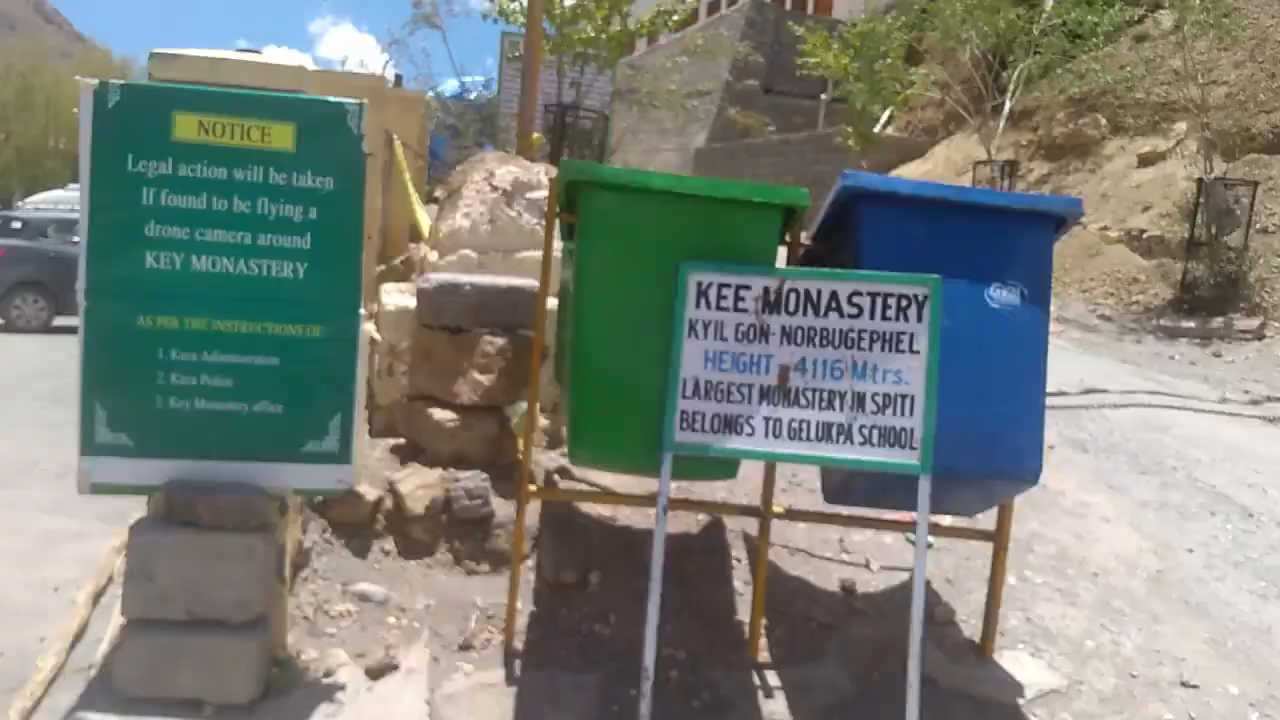 NOTICE
Legal action will be taken
If found to be flying a
drone camera around
KEY MONASTERY
AS PER THE INSTRUCTIONS OF
1. Kaza Administration
2. Kaza Police
3. Key Monastery office
KEE MONASTERY
KYIL GON-NORBUGEPHEL
HEIGHT 4116 Mtrs.
LARGEST MONASTERY IN SPITI
BELONGS TO GELUKPA SCHOOL